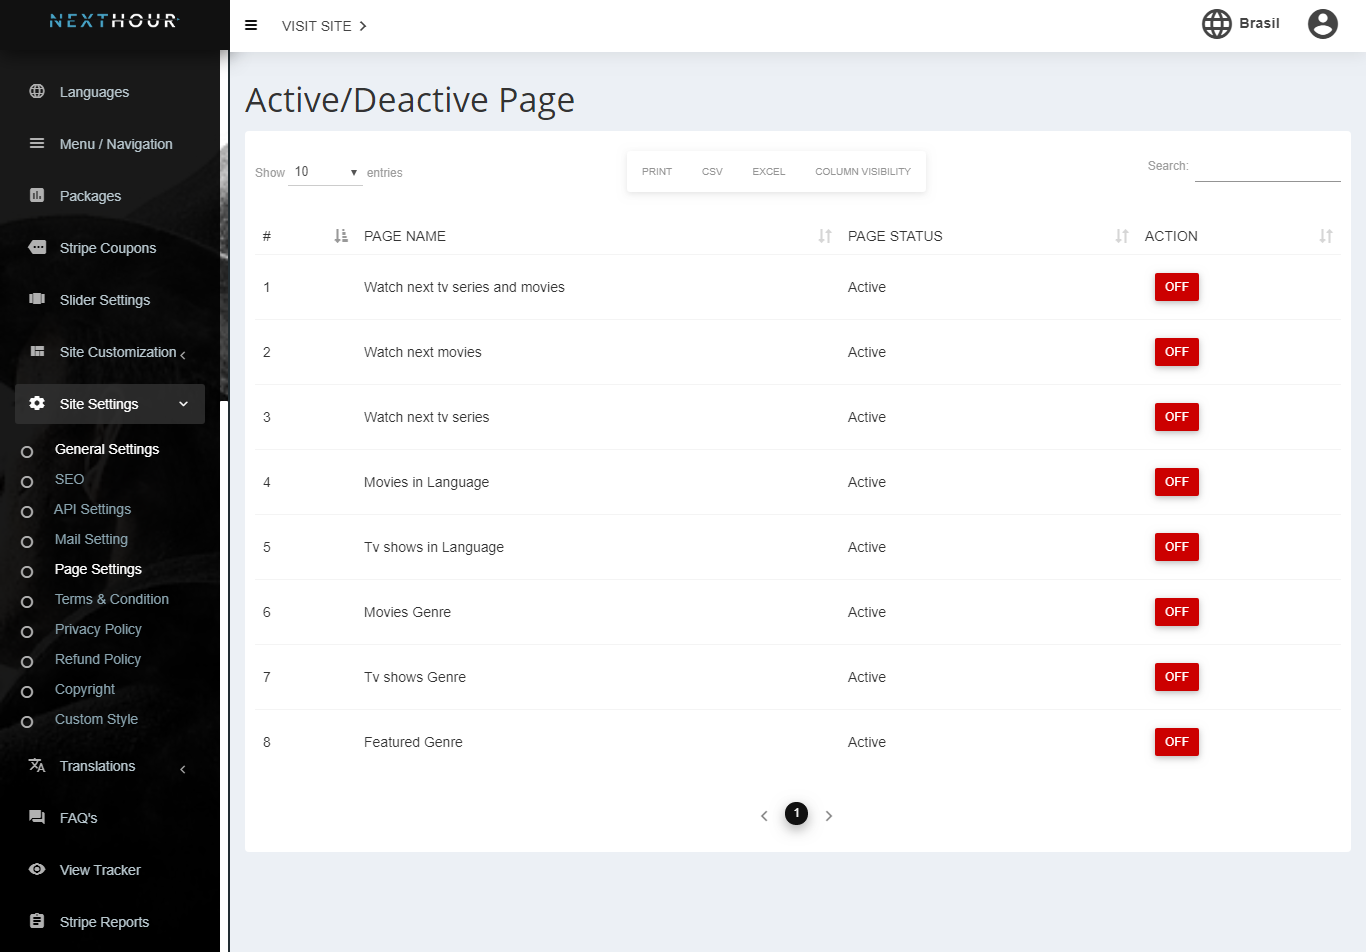 NEXTHOUR
VISIT SITE
Brasil
Languages
Menu / Navigation
Packages
Stripe Coupons
Slider Settings
Site Customization
Site Settings
General Settings
SEO
API Settings
Mail Setting
Page Settings
Terms & Condition
Privacy Policy
Refund Policy
Copyright
Custom Style
Translations
FAQ's
View Tracker
Stripe Reports
Active/Deactive Page
Show 10 entries
PRINT CSV EXCEL COLUMN VISIBILITY
Search:
# PAGE NAME PAGE STATUS ACTION
1 Watch next tv series and movies Active OFF
2 Watch next movies Active OFF
3 Watch next tv series Active OFF
4 Movies in Language Active OFF
5 Tv shows in Language Active OFF
6 Movies Genre Active OFF
7 Tv shows Genre Active OFF
8 Featured Genre Active OFF
1